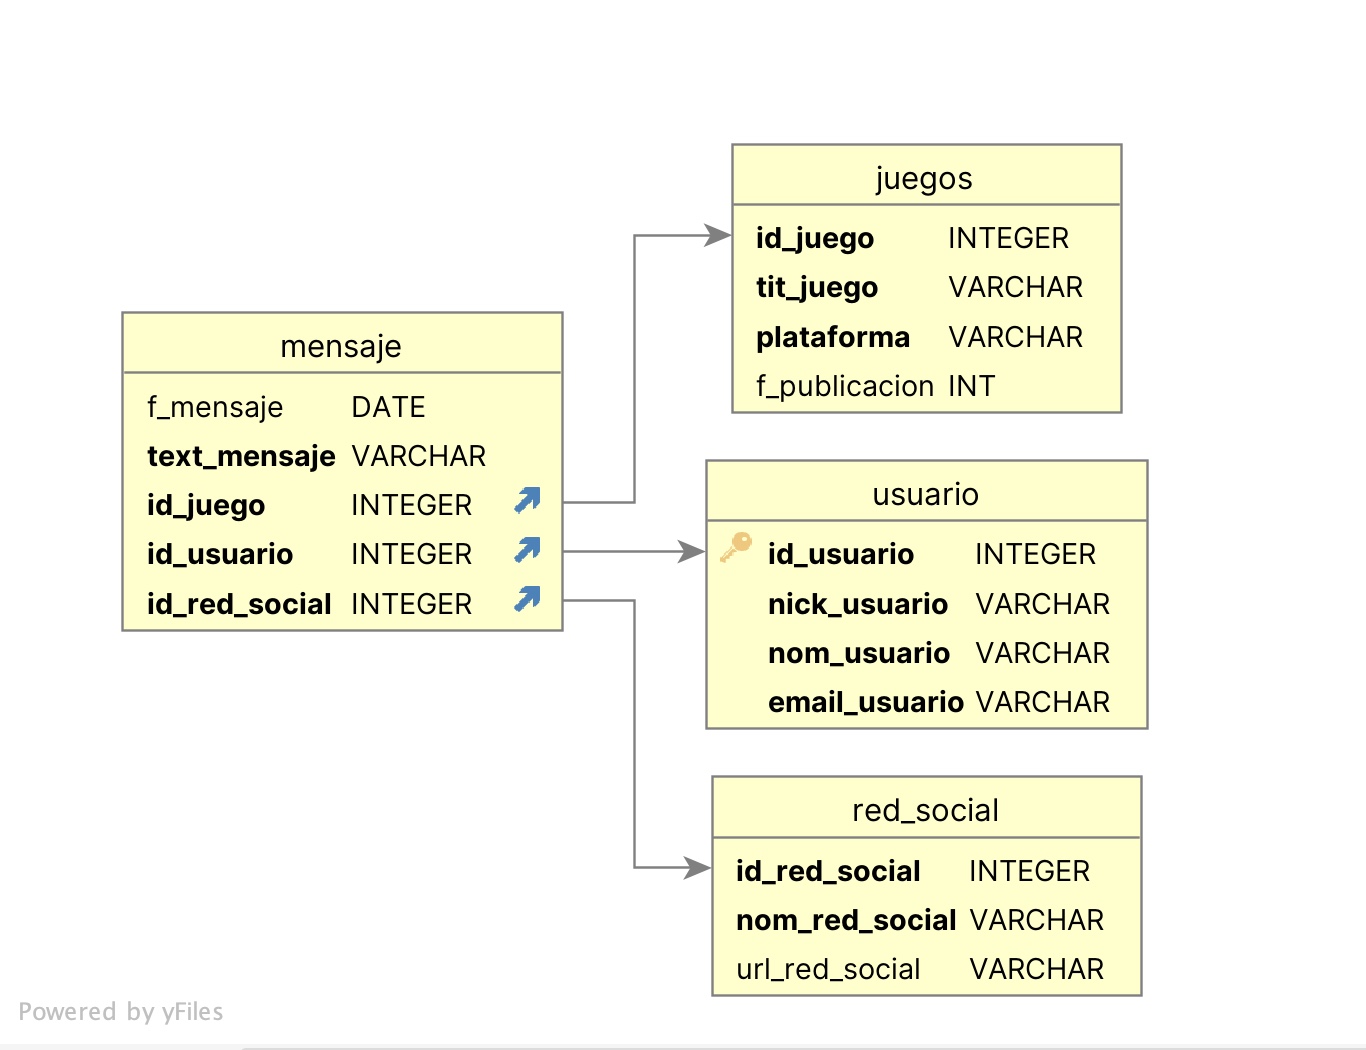 mensaje
f_mensaje DATE
text_mensaje VARCHAR
id_juego INTEGER
id_usuario INTEGER
id_red_social INTEGER
juegos
id_juego INTEGER
tit_juego VARCHAR
plataforma VARCHAR
f_publicacion INT
usuario
id_usuario INTEGER
nick_usuario VARCHAR
nom_usuario VARCHAR
email_usuario VARCHAR
red_social
id_red_social INTEGER
nom_red_social VARCHAR
url_red_social VARCHAR
Powered by yFiles